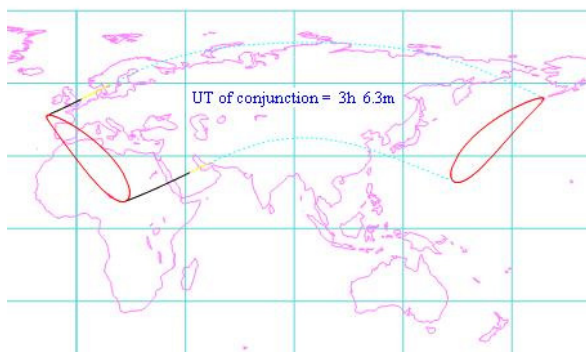 UT of conjunction = 3h 6.3m